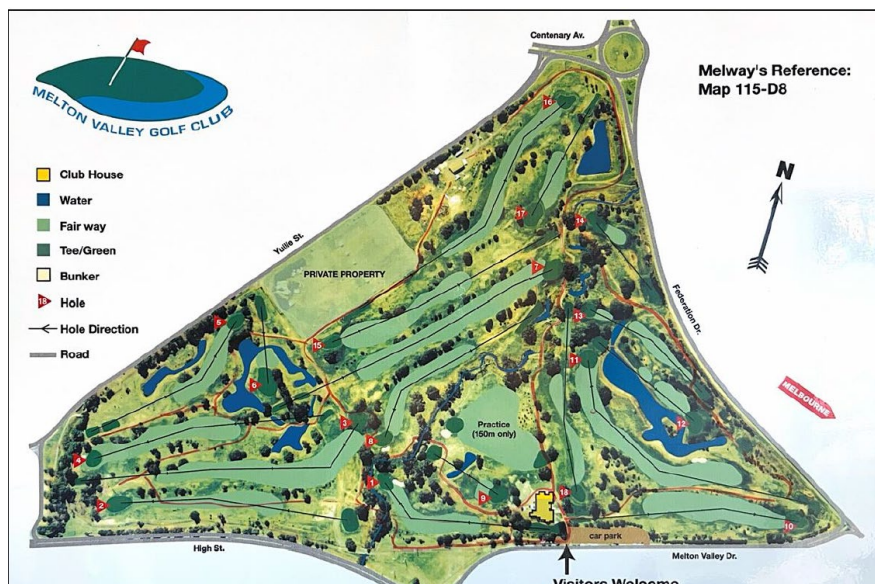 Centenary Av.
Melway's Reference:
Map 115-D8
MELTON VALLEY GOLF CLUB
Club House
Water
Fair way
Tee/Green
Bunker
18 Hole
Hole Direction
Road
N
Yuille St.
PRIVATE PROPERTY
Federation Dr.
MELBOURNE
16
17
14
7
5
15
13
11
6
3
8
Practice
(150m only)
12
4
1
9
18
2
10
High St.
car park
Melton Valley Dr.
Visitors Welcome